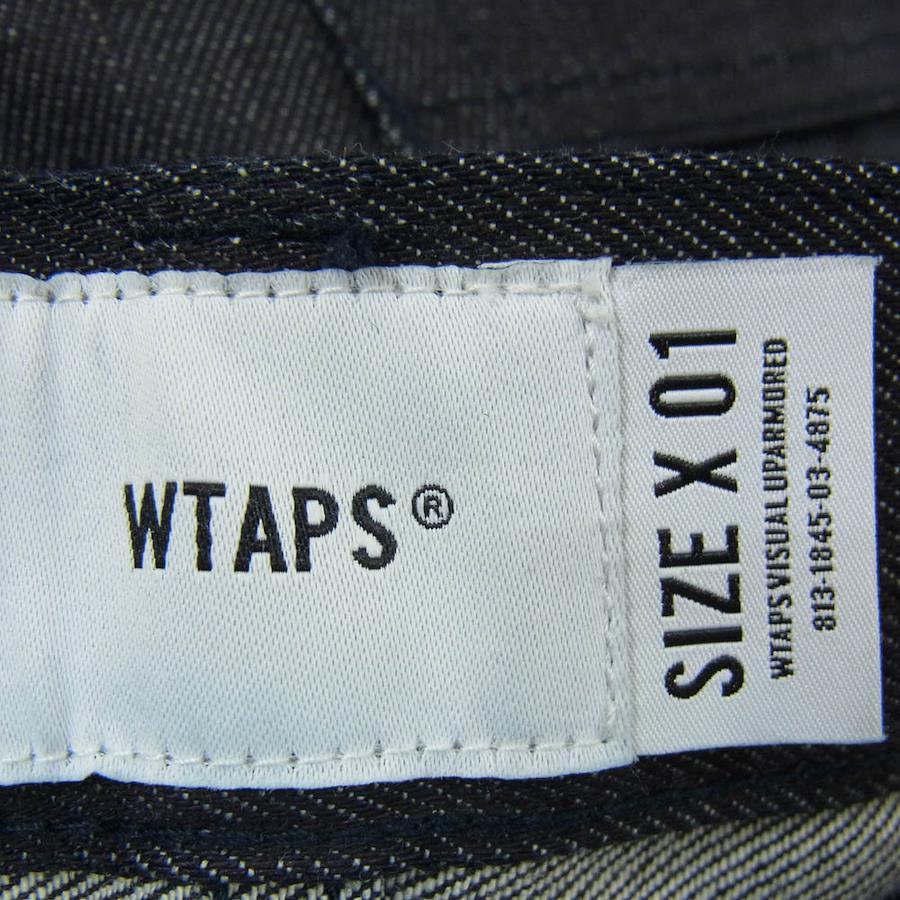 WTAPS®
SIZE X 01
WTAPS VISUAL UPARMORED
813-1845-03-4875